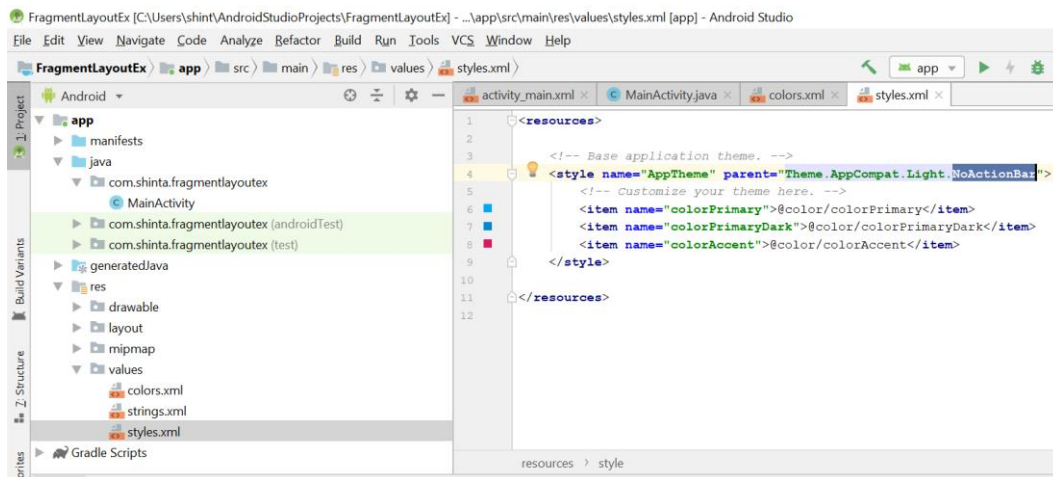 FragmentLayoutEx [C:\Users\shint\AndroidStudioProjects\FragmentLayoutEx] - ...\app\src\main\res\values\styles.xml [app] - Android Studio
File Edit View Navigate Code Analyze Refactor Build Run Tools VCS Window Help
FragmentLayoutEx app src main res values styles.xml app
Android
activity_main.xml MainActivity.java colors.xml styles.xml
1: Project
Build Variants
Z: Structure
app
manifests
java
com.shinta.fragmentlayoutex
MainActivity
com.shinta.fragmentlayoutex (androidTest)
com.shinta.fragmentlayoutex (test)
generatedJava
res
drawable
layout
mipmap
values
colors.xml
strings.xml
styles.xml
Gradle Scripts
1 <resources>
2
3 <!-- Base application theme. -->
4 <style name="AppTheme" parent="Theme.AppCompat.Light.NoActionBar">
5 <!-- Customize your theme here. -->
6 <item name="colorPrimary">@color/colorPrimary</item>
7 <item name="colorPrimaryDark">@color/colorPrimaryDark</item>
8 <item name="colorAccent">@color/colorAccent</item>
9 </style>
10
11 </resources>
12
resources › style